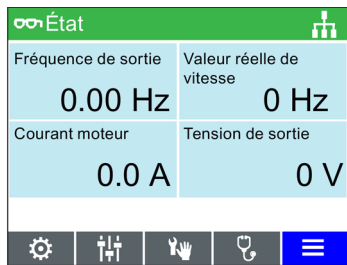 État
Fréquence de sortie
0.00 Hz
Valeur réelle de
vitesse
0 Hz
Courant moteur
0.0 A
Tension de sortie
0 V